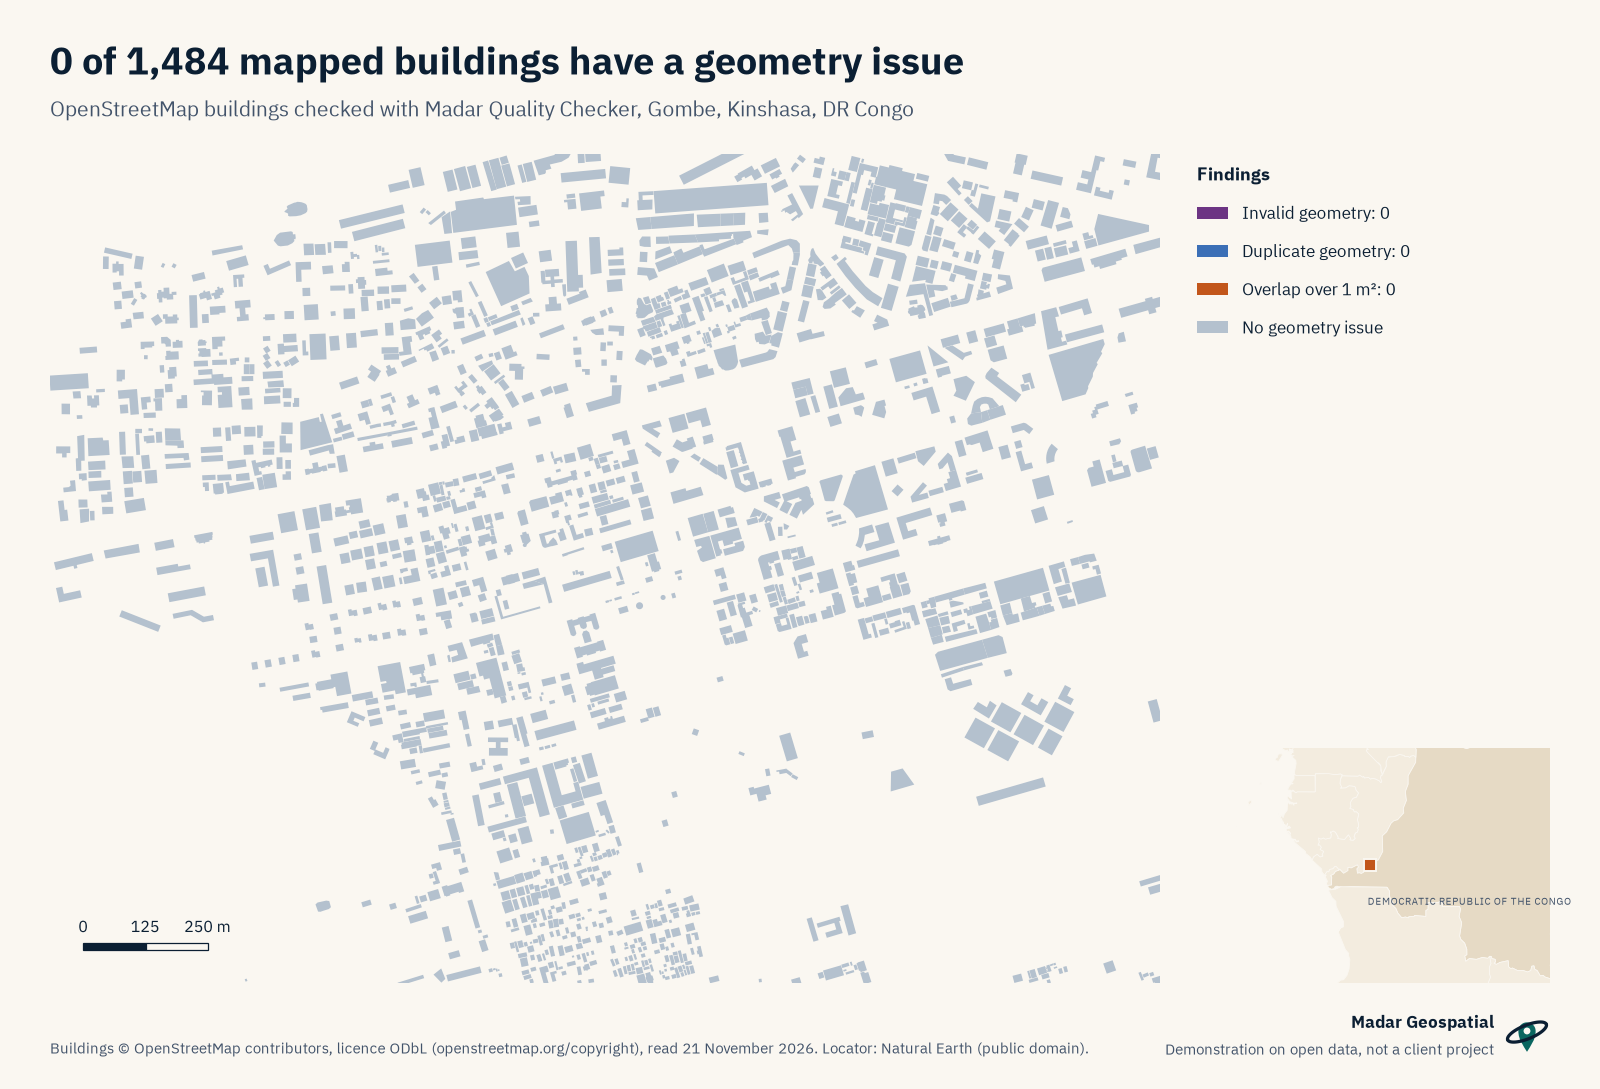 0 of 1,484 mapped buildings have a geometry issue
OpenStreetMap buildings checked with Madar Quality Checker, Gombe, Kinshasa, DR Congo
Findings
Invalid geometry: 0
Duplicate geometry: 0
Overlap over 1 m²: 0
No geometry issue
DEMOCRATIC REPUBLIC OF THE CONGO
0 125 250 m
Madar Geospatial
Buildings © OpenStreetMap contributors, licence ODbL (openstreetmap.org/copyright), read 21 November 2026. Locator: Natural Earth (public domain).
Demonstration on open data, not a client project